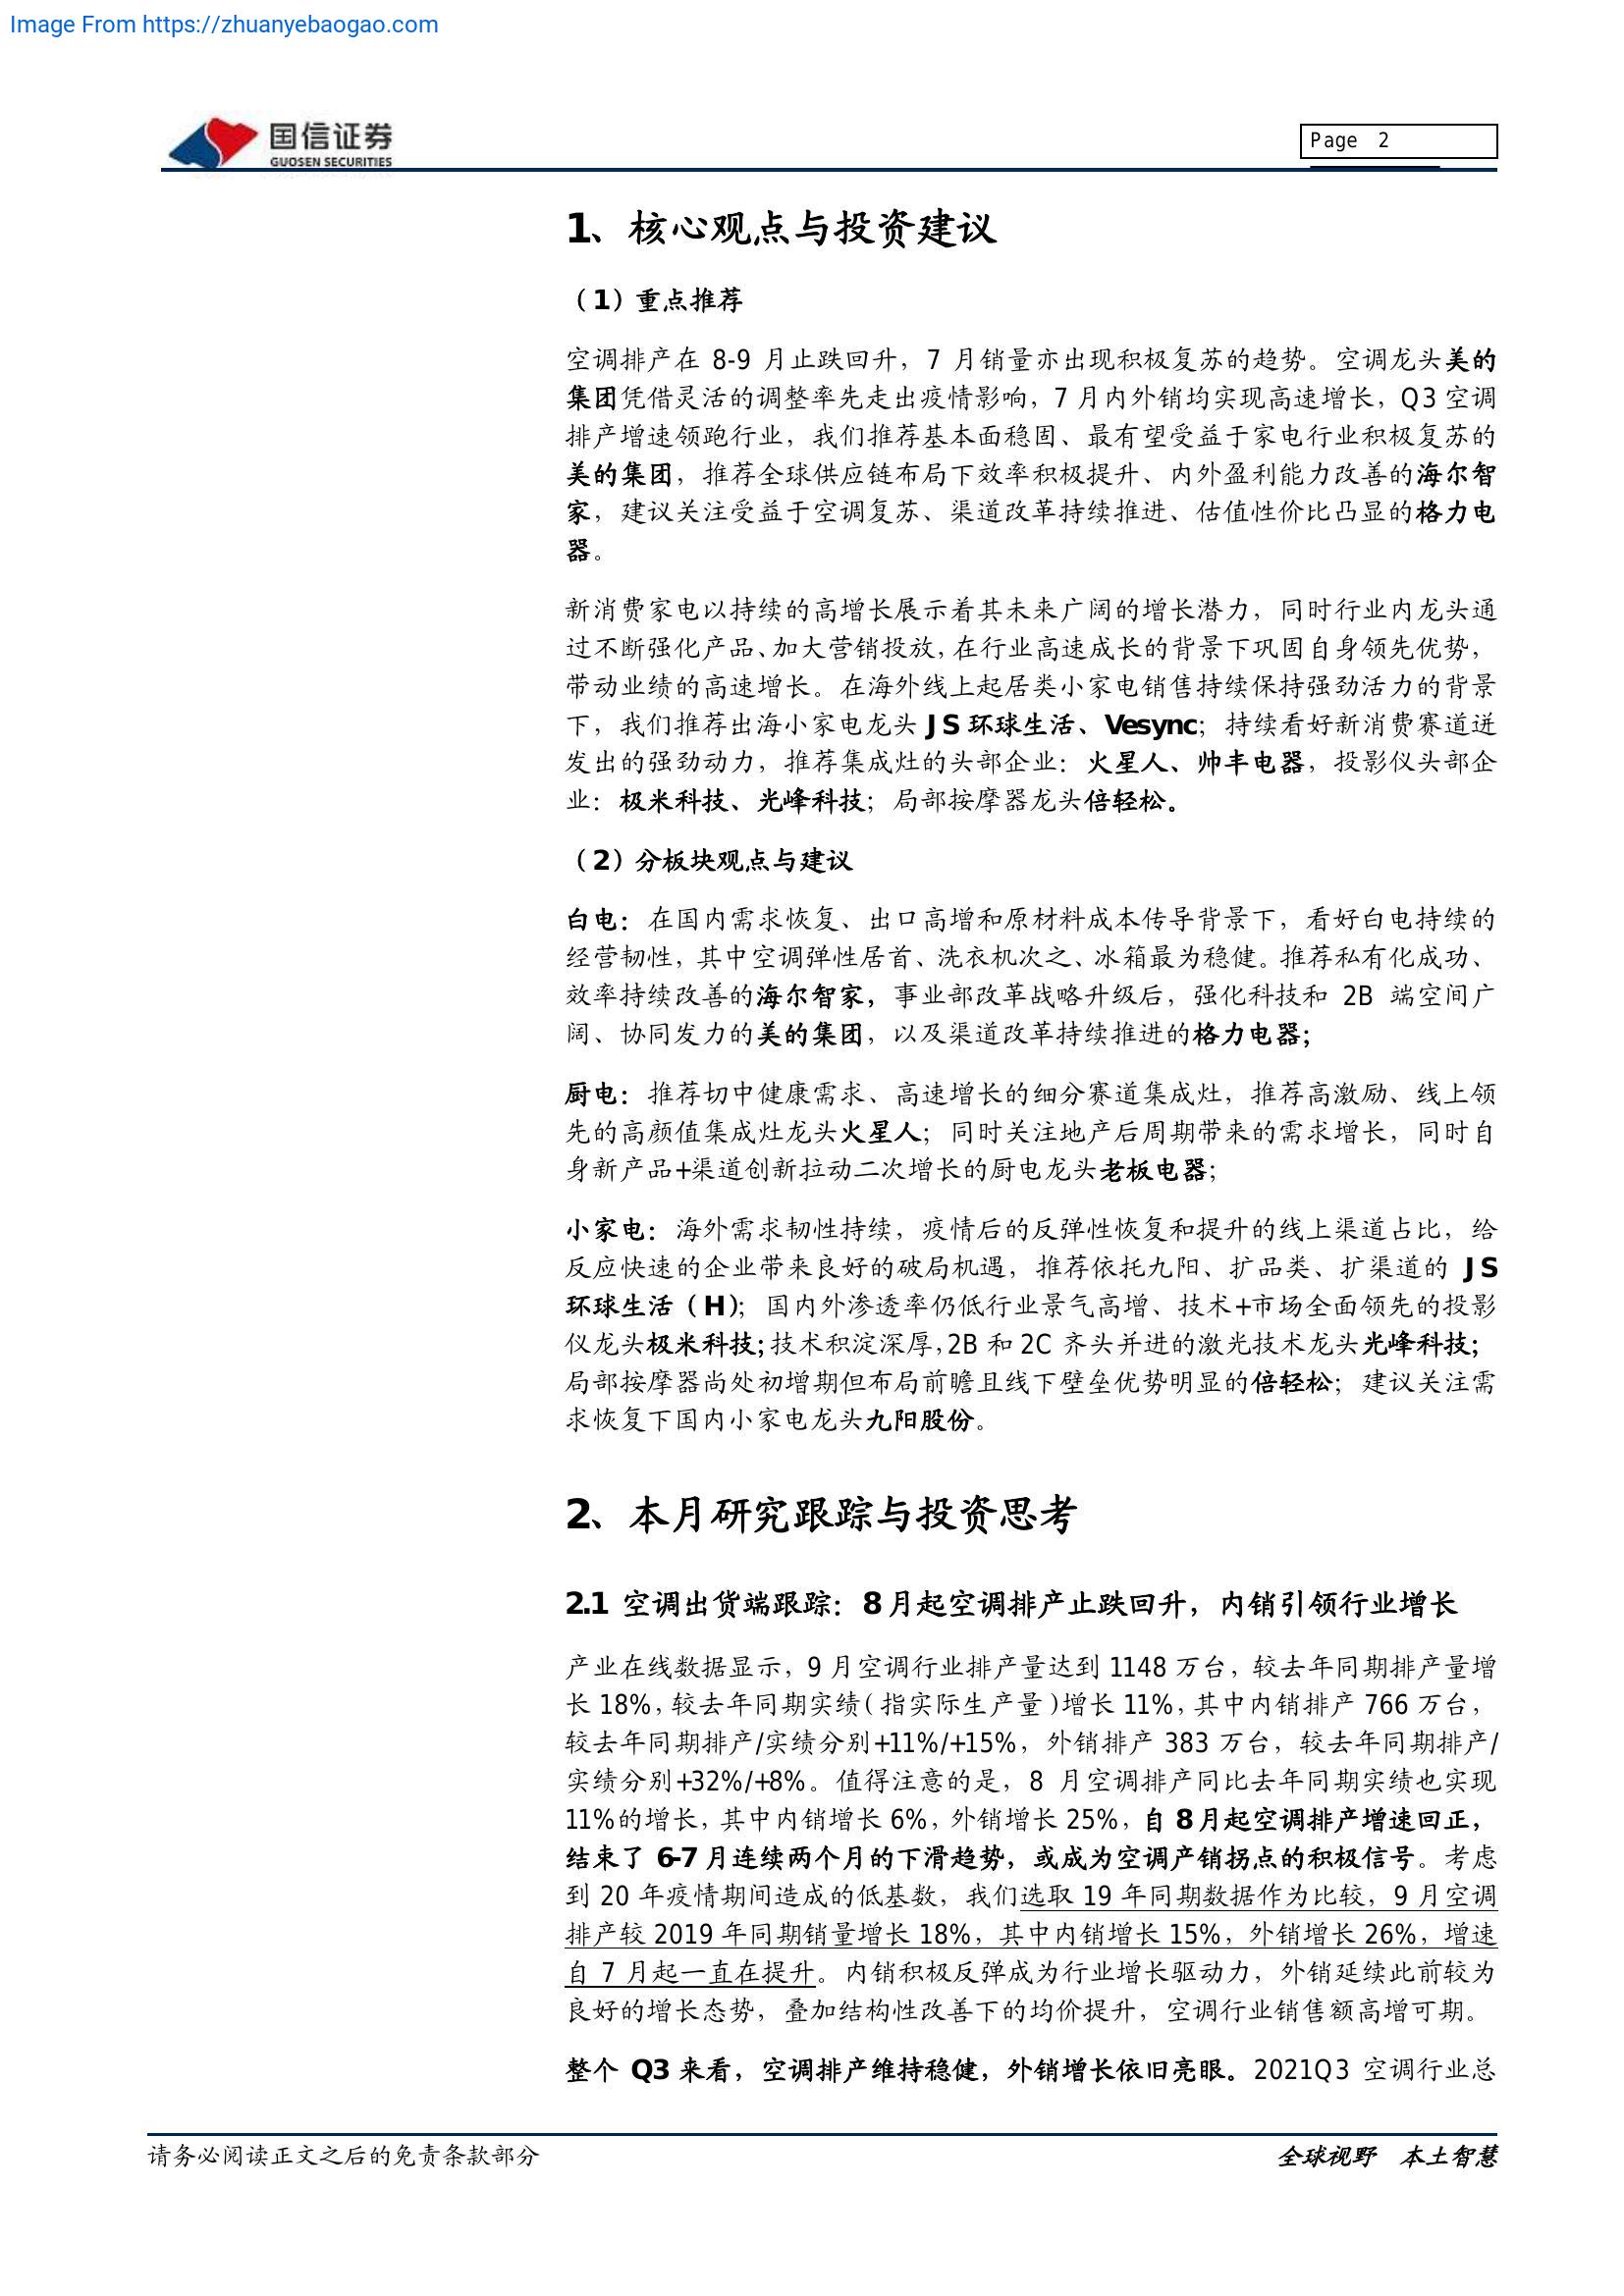 Image From https://zhuanyebaogao.com
国信证券
GUOSEN SECURITIES
Page 2
1、核心观点与投资建议
（1）重点推荐
空调排产在 8-9 月止跌回升，7 月销量亦出现积极复苏的趋势。空调龙头美的
集团凭借灵活的调整率先走出疫情影响，7 月内外销均实现高速增长，Q3 空调
排产增速领跑行业，我们推荐基本面稳固、最有望受益于家电行业积极复苏的
美的集团，推荐全球供应链布局下效率积极提升、内外盈利能力改善的海尔智
家，建议关注受益于空调复苏、渠道改革持续推进、估值性价比凸显的格力电
器。
新消费家电以持续的高增长展示着其未来广阔的增长潜力，同时行业内龙头通
过不断强化产品、加大营销投放，在行业高速成长的背景下巩固自身领先优势，
带动业绩的高速增长。在海外线上起居类小家电销售持续保持强劲活力的背景
下，我们推荐出海小家电龙头 JS 环球生活、Vesync；持续看好新消费赛道迸
发出的强劲动力，推荐集成灶的头部企业：火星人、帅丰电器，投影仪头部企
业：极米科技、光峰科技；局部按摩器龙头倍轻松。
（2）分板块观点与建议
白电：在国内需求恢复、出口高增和原材料成本传导背景下，看好白电持续的
经营韧性，其中空调弹性居首、洗衣机次之、冰箱最为稳健。推荐私有化成功、
效率持续改善的海尔智家，事业部改革战略升级后，强化科技和 2B 端空间广
阔、协同发力的美的集团，以及渠道改革持续推进的格力电器；
厨电：推荐切中健康需求、高速增长的细分赛道集成灶，推荐高激励、线上领
先的高颜值集成灶龙头火星人；同时关注地产后周期带来的需求增长，同时自
身新产品+渠道创新拉动二次增长的厨电龙头老板电器；
小家电：海外需求韧性持续，疫情后的反弹性恢复和提升的线上渠道占比，给
反应快速的企业带来良好的破局机遇，推荐依托九阳、扩品类、扩渠道的 JS
环球生活（H）；国内外渗透率仍低行业景气高增、技术+市场全面领先的投影
仪龙头极米科技；技术积淀深厚，2B 和 2C 齐头并进的激光技术龙头光峰科技；
局部按摩器尚处初增期但布局前瞻且线下壁垒优势明显的倍轻松；建议关注需
求恢复下国内小家电龙头九阳股份。
2、本月研究跟踪与投资思考
2.1 空调出货端跟踪：8 月起空调排产止跌回升，内销引领行业增长
产业在线数据显示，9 月空调行业排产量达到 1148 万台，较去年同期排产量增
长 18%，较去年同期实绩（指实际生产量）增长 11%，其中内销排产 766 万台，
较去年同期排产/实绩分别+11%/+15%，外销排产 383 万台，较去年同期排产/
实绩分别+32%/+8%。值得注意的是，8 月空调排产同比去年同期实绩也实现
11%的增长，其中内销增长 6%，外销增长 25%，自 8 月起空调排产增速回正，
结束了 6-7 月连续两个月的下滑趋势，或成为空调产销拐点的积极信号。考虑
到 20 年疫情期间造成的低基数，我们选取 19 年同期数据作为比较，9 月空调
排产较 2019 年同期销量增长 18%，其中内销增长 15%，外销增长 26%，增速
自 7 月起一直在提升。内销积极反弹成为行业增长驱动力，外销延续此前较为
良好的增长态势，叠加结构性改善下的均价提升，空调行业销售额高增可期。
整个 Q3 来看，空调排产维持稳健，外销增长依旧亮眼。2021Q3 空调行业总
请务必阅读正文之后的免责条款部分
全球视野 本土智慧